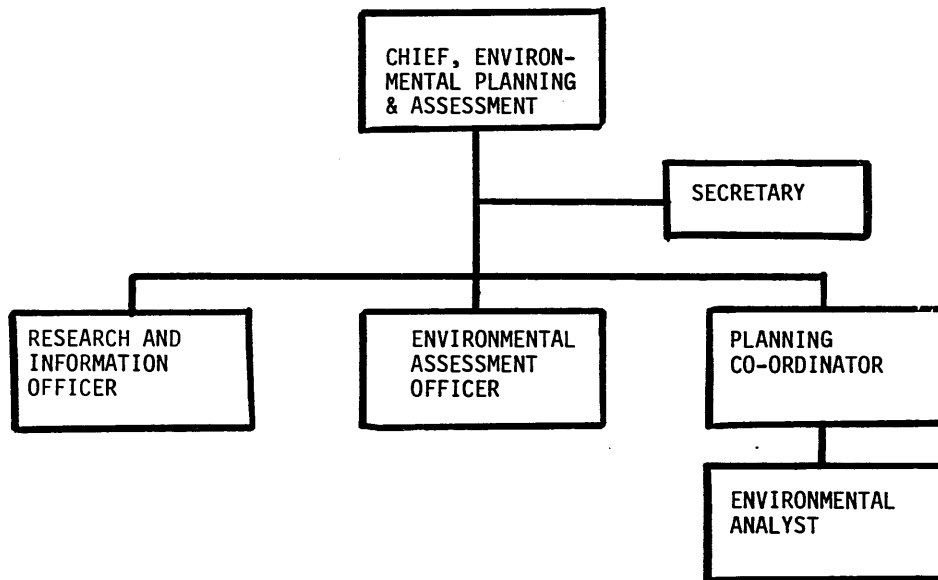 CHIEF, ENVIRON-
MENTAL PLANNING
& ASSESSMENT
SECRETARY
RESEARCH AND
INFORMATION
OFFICER
ENVIRONMENTAL
ASSESSMENT
OFFICER
PLANNING
CO-ORDINATOR
ENVIRONMENTAL
ANALYST